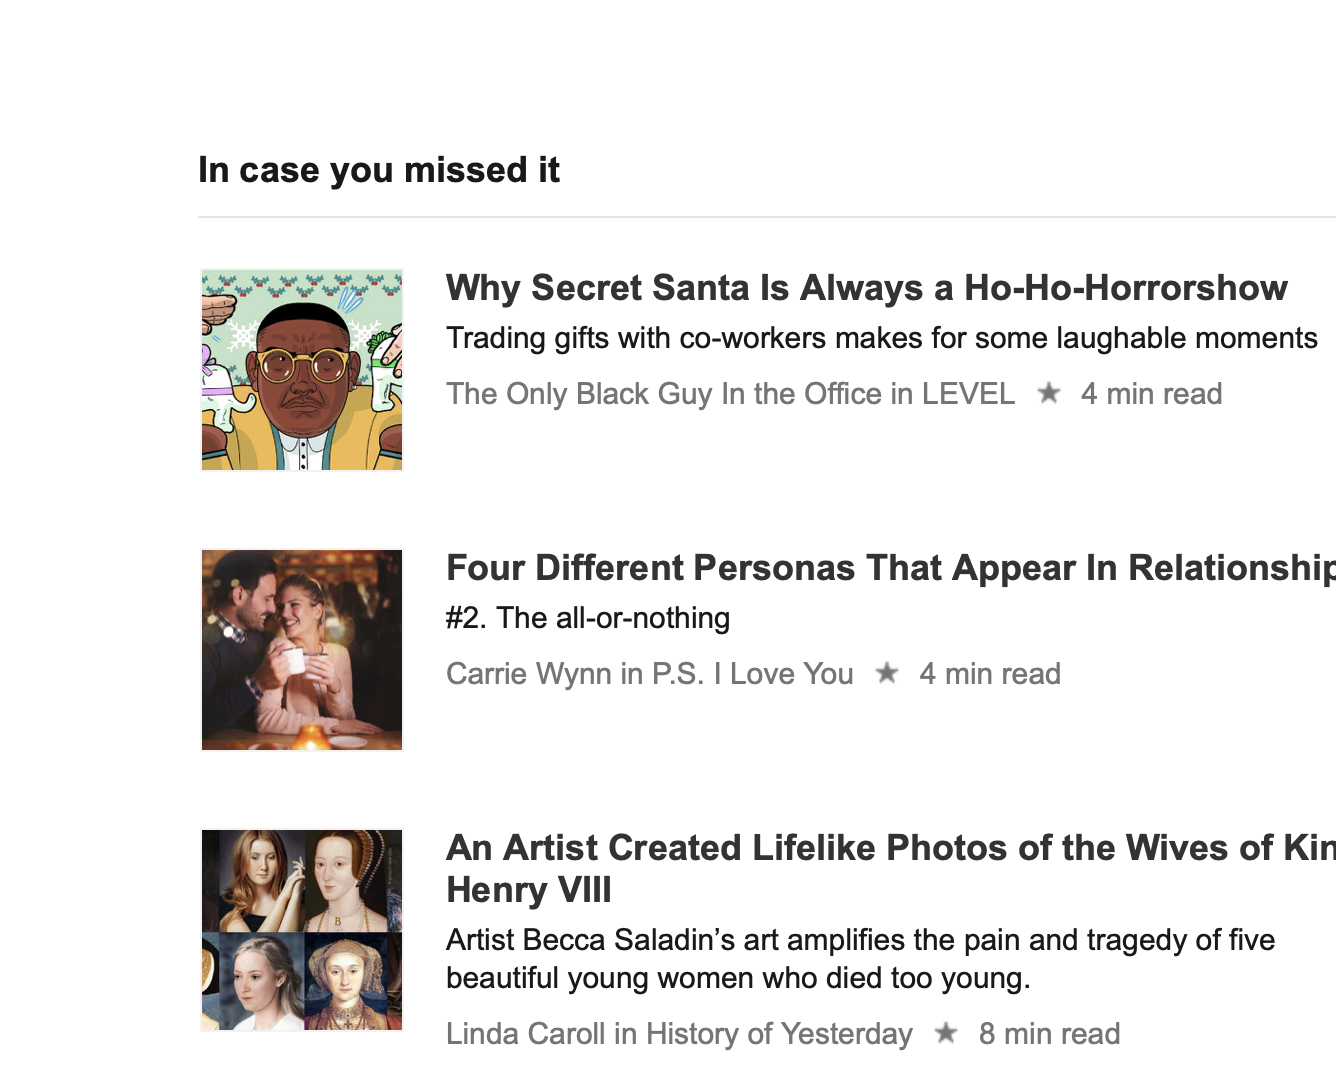 In case you missed it
Why Secret Santa Is Always a Ho-Ho-Horrorshow
Trading gifts with co-workers makes for some laughable moments
The Only Black Guy In the Office in LEVEL ★ 4 min read
Four Different Personas That Appear In Relationship
#2. The all-or-nothing
Carrie Wynn in P.S. I Love You ★ 4 min read
An Artist Created Lifelike Photos of the Wives of Kin
Henry VIII
Artist Becca Saladin’s art amplifies the pain and tragedy of five
beautiful young women who died too young.
Linda Caroll in History of Yesterday ★ 8 min read